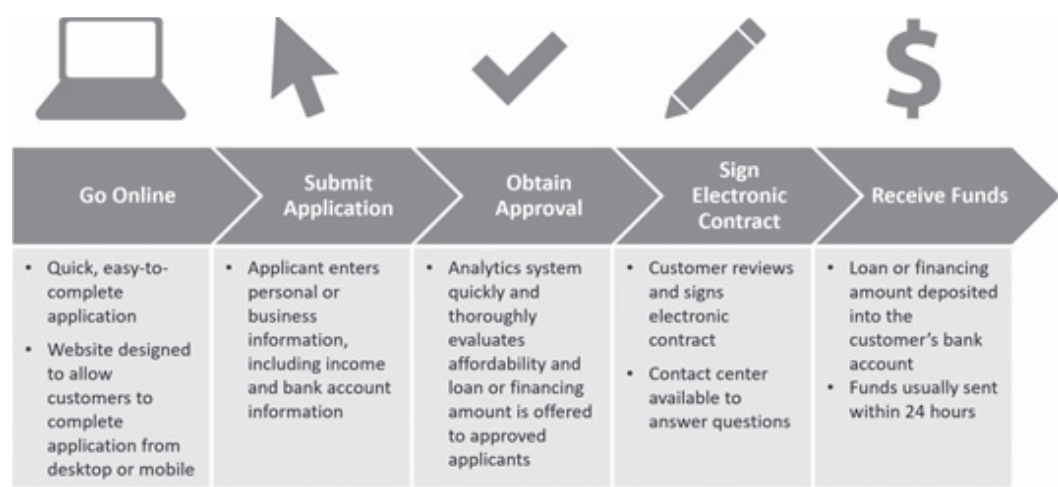 Go Online
Submit
Application
Obtain
Approval
Sign
Electronic
Contract
Receive Funds
• Quick, easy-to-
complete
application
• Website designed
to allow
customers to
complete
application from
desktop or mobile
• Applicant enters
personal or
business
information,
including income
and bank account
information
• Analytics system
quickly and
thoroughly
evaluates
affordability and
loan or financing
amount is offered
to approved
applicants
• Customer reviews
and signs
electronic
contract
• Contact center
available to
answer questions
• Loan or financing
amount deposited
into the
customer's bank
account
• Funds usually sent
within 24 hours